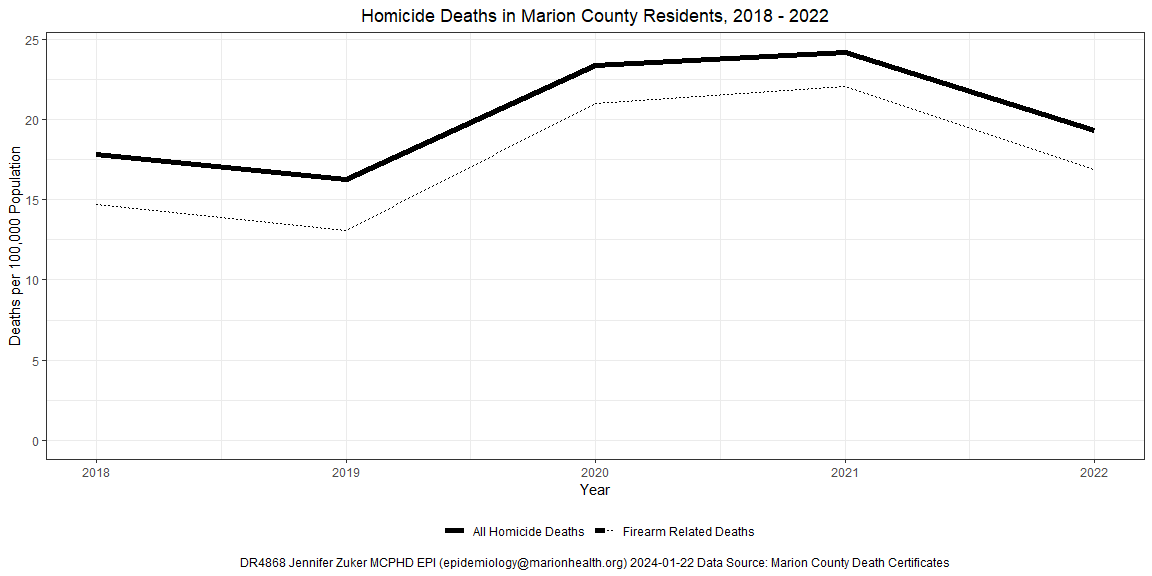 Homicide Deaths in Marion County Residents, 2018 - 2022
Deaths per 100,000 Population
25
20
15
10
5
0
2018 2019 2020 2021 2022
Year
All Homicide Deaths Firearm Related Deaths
DR4868 Jennifer Zuker MCPHD EPI (epidemiology@marionhealth.org) 2024-01-22 Data Source: Marion County Death Certificates